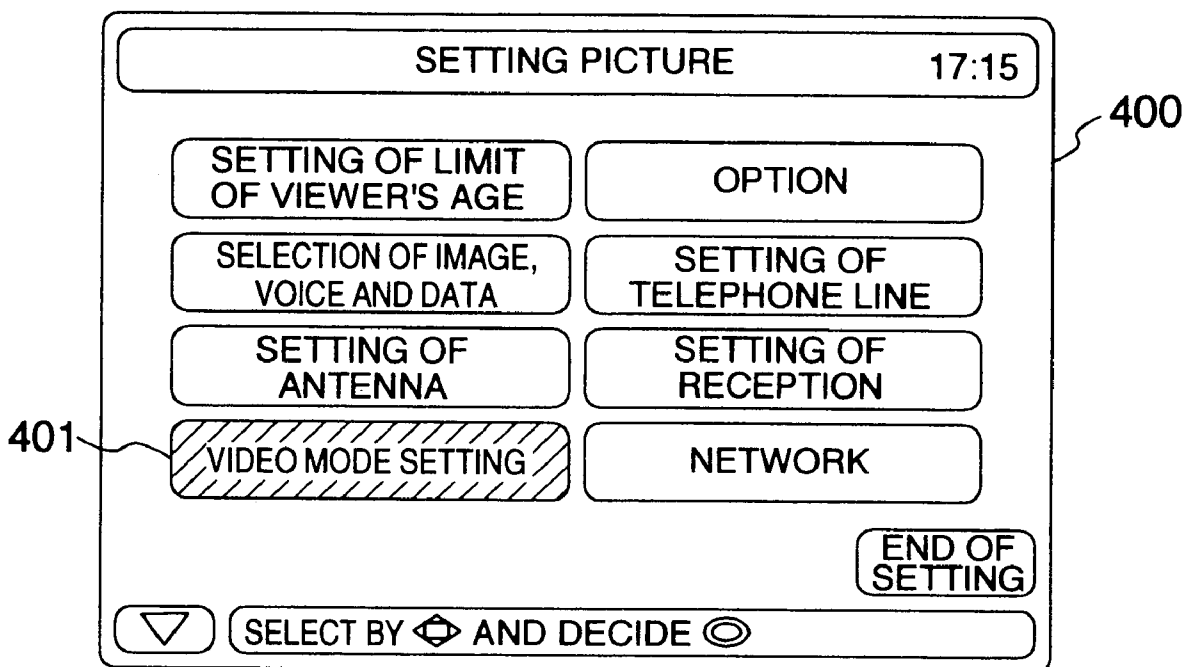 SETTING PICTURE 17:15
400
SETTING OF LIMIT
OF VIEWER'S AGE
OPTION
SELECTION OF IMAGE,
VOICE AND DATA
SETTING OF
TELEPHONE LINE
SETTING OF
ANTENNA
SETTING OF
RECEPTION
401
VIDEO MODE SETTING
NETWORK
END OF
SETTING
SELECT BY AND DECIDE